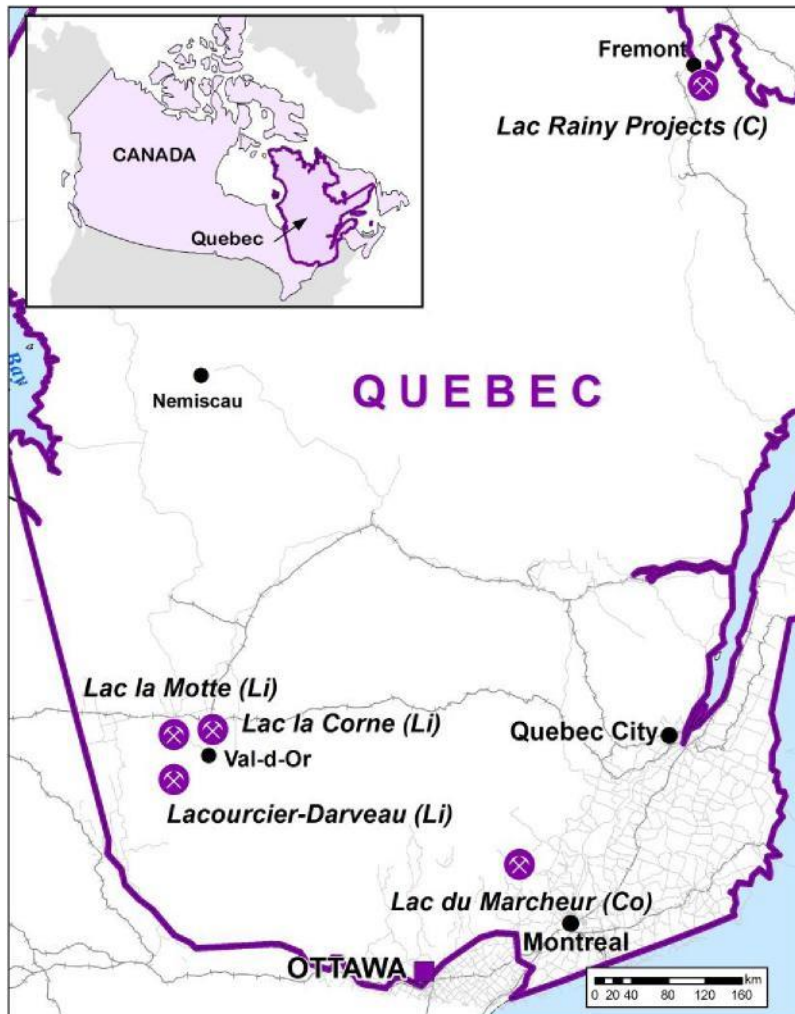 CANADA
Quebec
Fremont
Lac Rainy Projects (C)
Bay
Nemiscau
QUEBEC
Lac la Motte (Li)
Lac la Corne (Li)
Val-d-Or
Lacourcier-Darveau (Li)
Quebec City
Lac du Marcheur (Co)
Montreal
OTTAWA
km
0 20 40 80 120 160